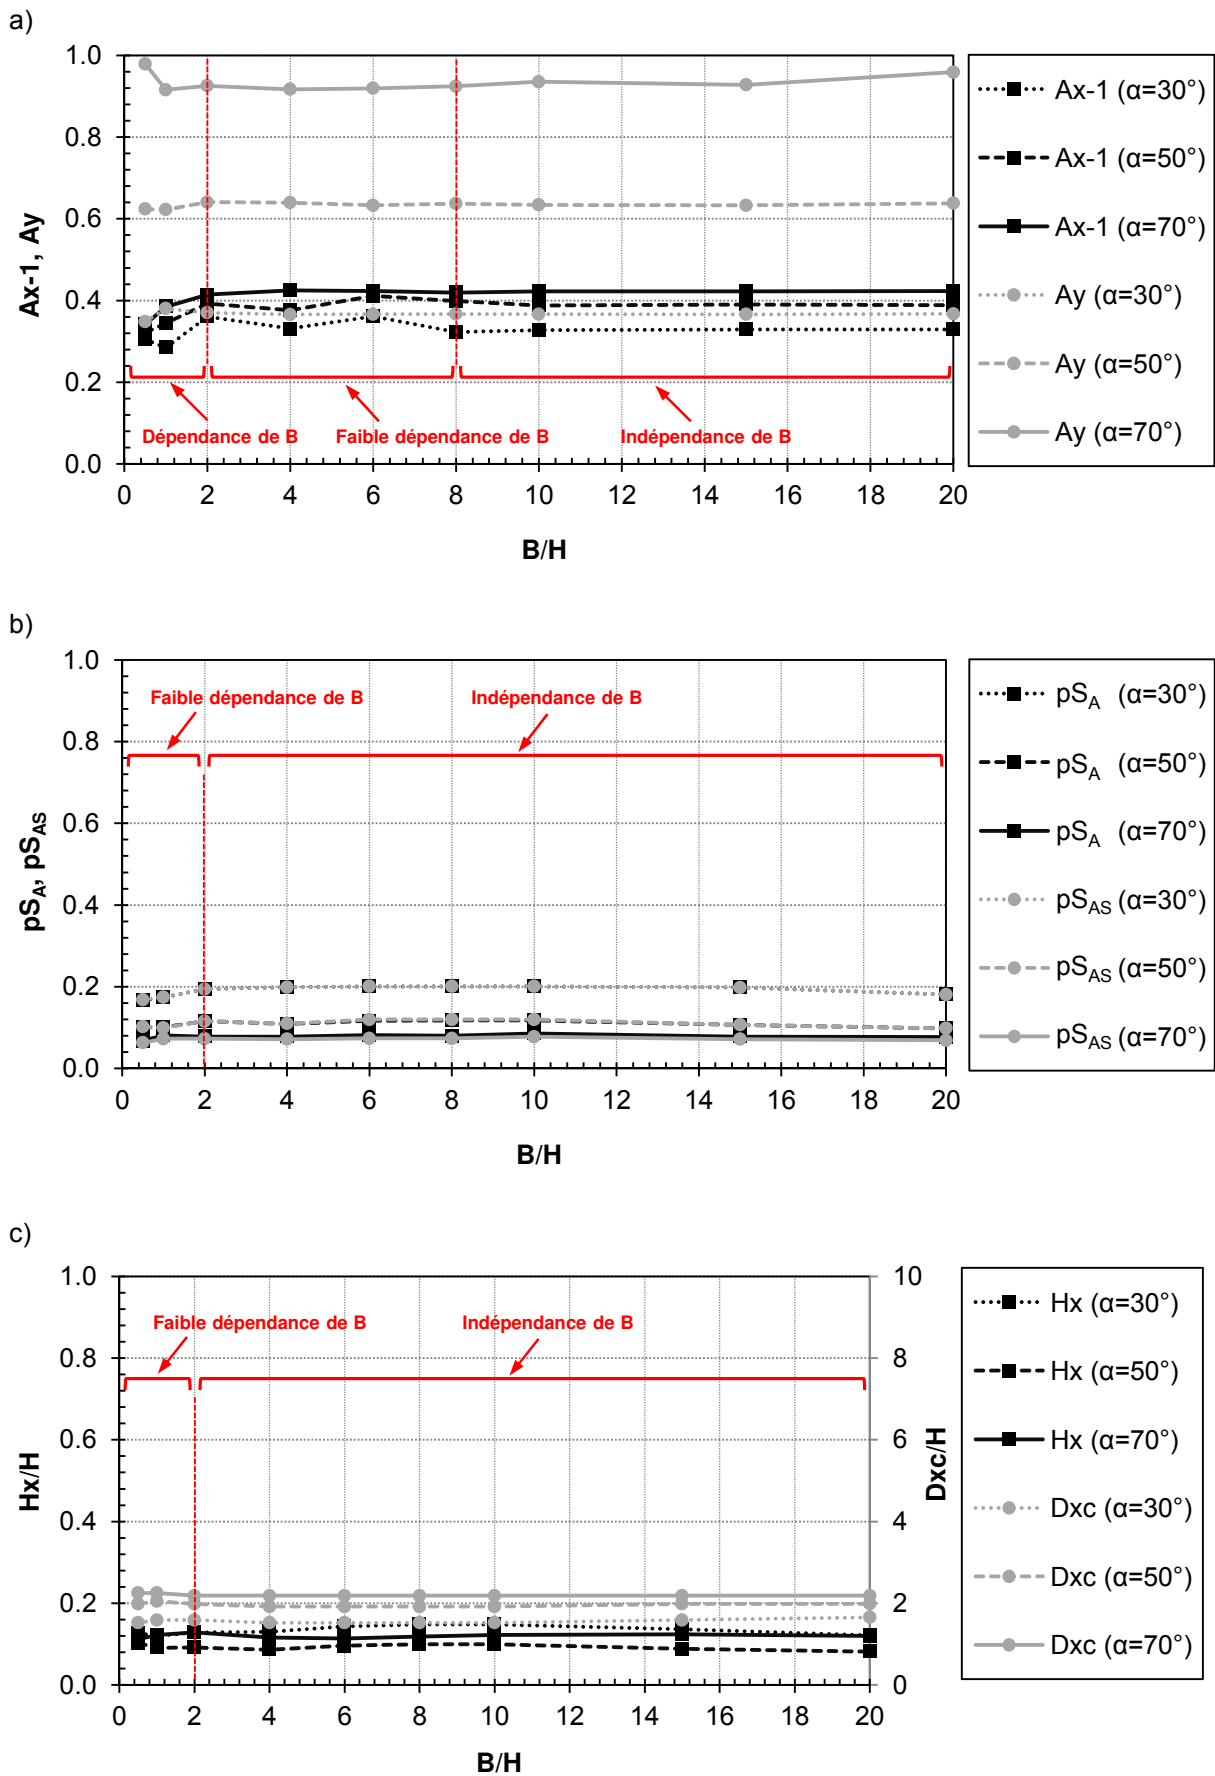 a)
1.0
0.8
0.6
0.4
0.2
0.0
Ax-1, Ay
Dépendance de B
Faible dépendance de B
Indépendance de B
0 2 4 6 8 10 12 14 16 18 20
B/H
Ax-1 (α=30°)
Ax-1 (α=50°)
Ax-1 (α=70°)
Ay (α=30°)
Ay (α=50°)
Ay (α=70°)
b)
1.0
0.8
0.6
0.4
0.2
0.0
pSA, pSAS
Faible dépendance de B
Indépendance de B
0 2 4 6 8 10 12 14 16 18 20
B/H
pSA (α=30°)
pSA (α=50°)
pSA (α=70°)
pSAS (α=30°)
pSAS (α=50°)
pSAS (α=70°)
c)
1.0
0.8
0.6
0.4
0.2
0.0
Hx/H
Faible dépendance de B
Indépendance de B
10
8
6
4
2
0
Dxc/H
0 2 4 6 8 10 12 14 16 18 20
B/H
Hx (α=30°)
Hx (α=50°)
Hx (α=70°)
Dxc (α=30°)
Dxc (α=50°)
Dxc (α=70°)